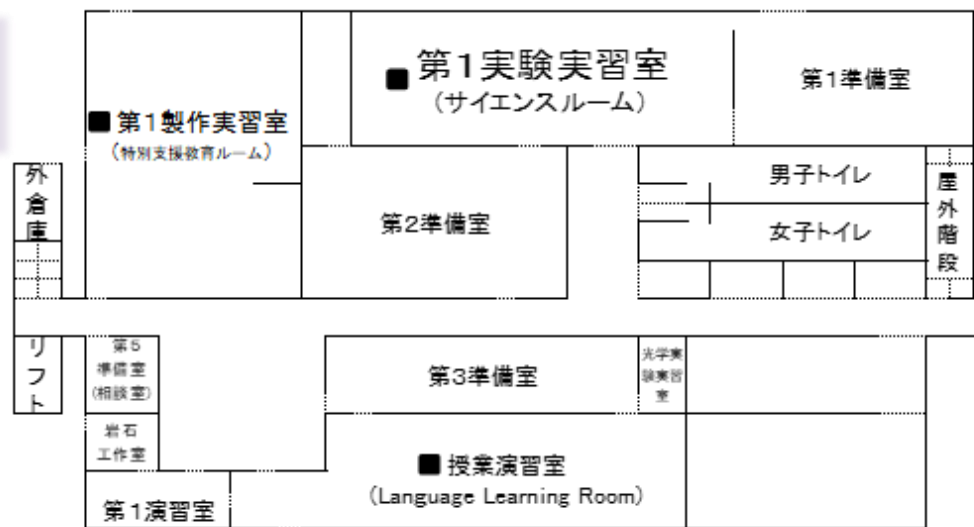 ■ 第1実験実習室
（サイエンスルーム）
第1準備室
■ 第1製作実習室
（特別支援教育ルーム）
外倉庫
第2準備室
男子トイレ
女子トイレ
屋外階段
リフト
第5
準備室
(相談室)
第3準備室
光学実
験実習
室
岩石
工作室
■ 授業演習室
（Language Learning Room）
第1演習室